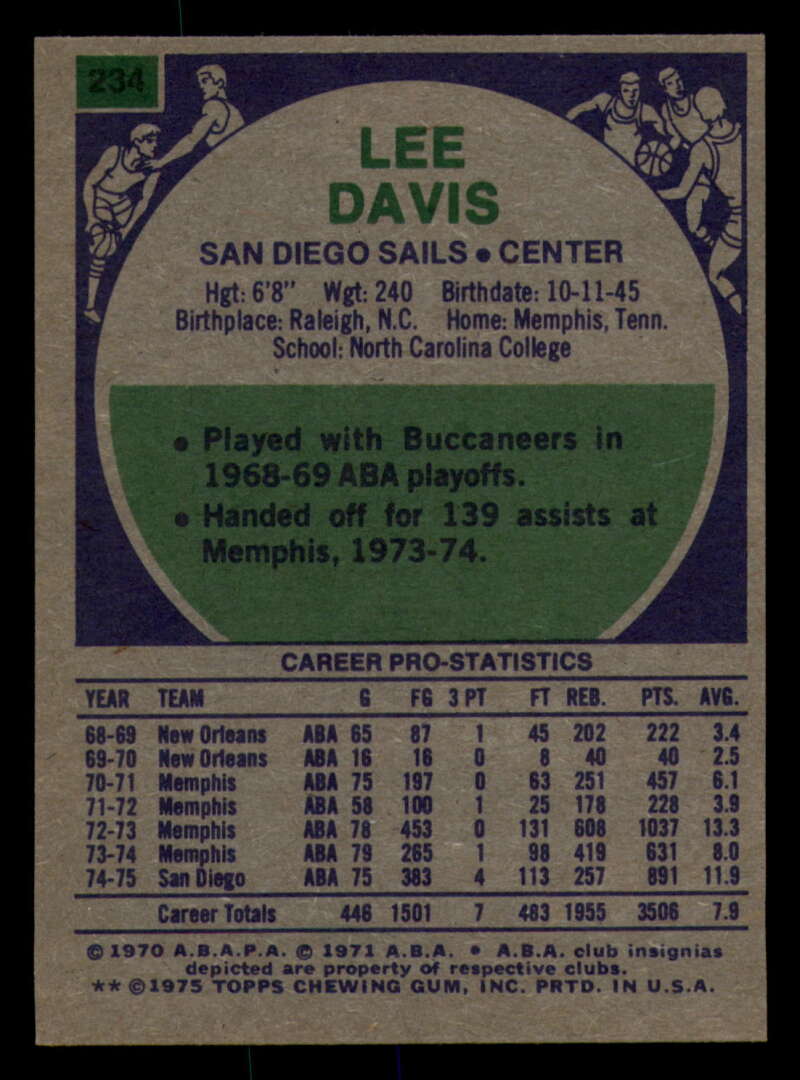 234
LEE
DAVIS
SAN DIEGO SAILS • CENTER
Hgt: 6'8" Wgt: 240 Birthdate: 10-11-45
Birthplace: Raleigh, N.C. Home: Memphis, Tenn.
School: North Carolina College
• Played with Buccaneers in
1968-69 ABA playoffs.
• Handed off for 139 assists at
Memphis, 1973-74.
CAREER PRO-STATISTICS
YEAR TEAM G FG 3 PT FT REB. PTS. AVG.
68-69 New Orleans ABA 65 87 1 45 202 222 3.4
69-70 New Orleans ABA 16 16 0 8 40 40 2.5
70-71 Memphis ABA 75 197 0 63 251 457 6.1
71-72 Memphis ABA 58 100 1 25 178 228 3.9
72-73 Memphis ABA 78 453 0 131 608 1037 13.3
73-74 Memphis ABA 79 265 1 98 419 631 8.0
74-75 San Diego ABA 75 383 4 113 257 891 11.9
Career Totals 446 1501 7 483 1955 3506 7.9
© 1970 A.B.A.P.A. © 1971 A.B.A. • A.B.A. club insignias
depicted are property of respective clubs.
** ©1975 TOPPS CHEWING GUM, INC. PRTD. IN U.S.A.